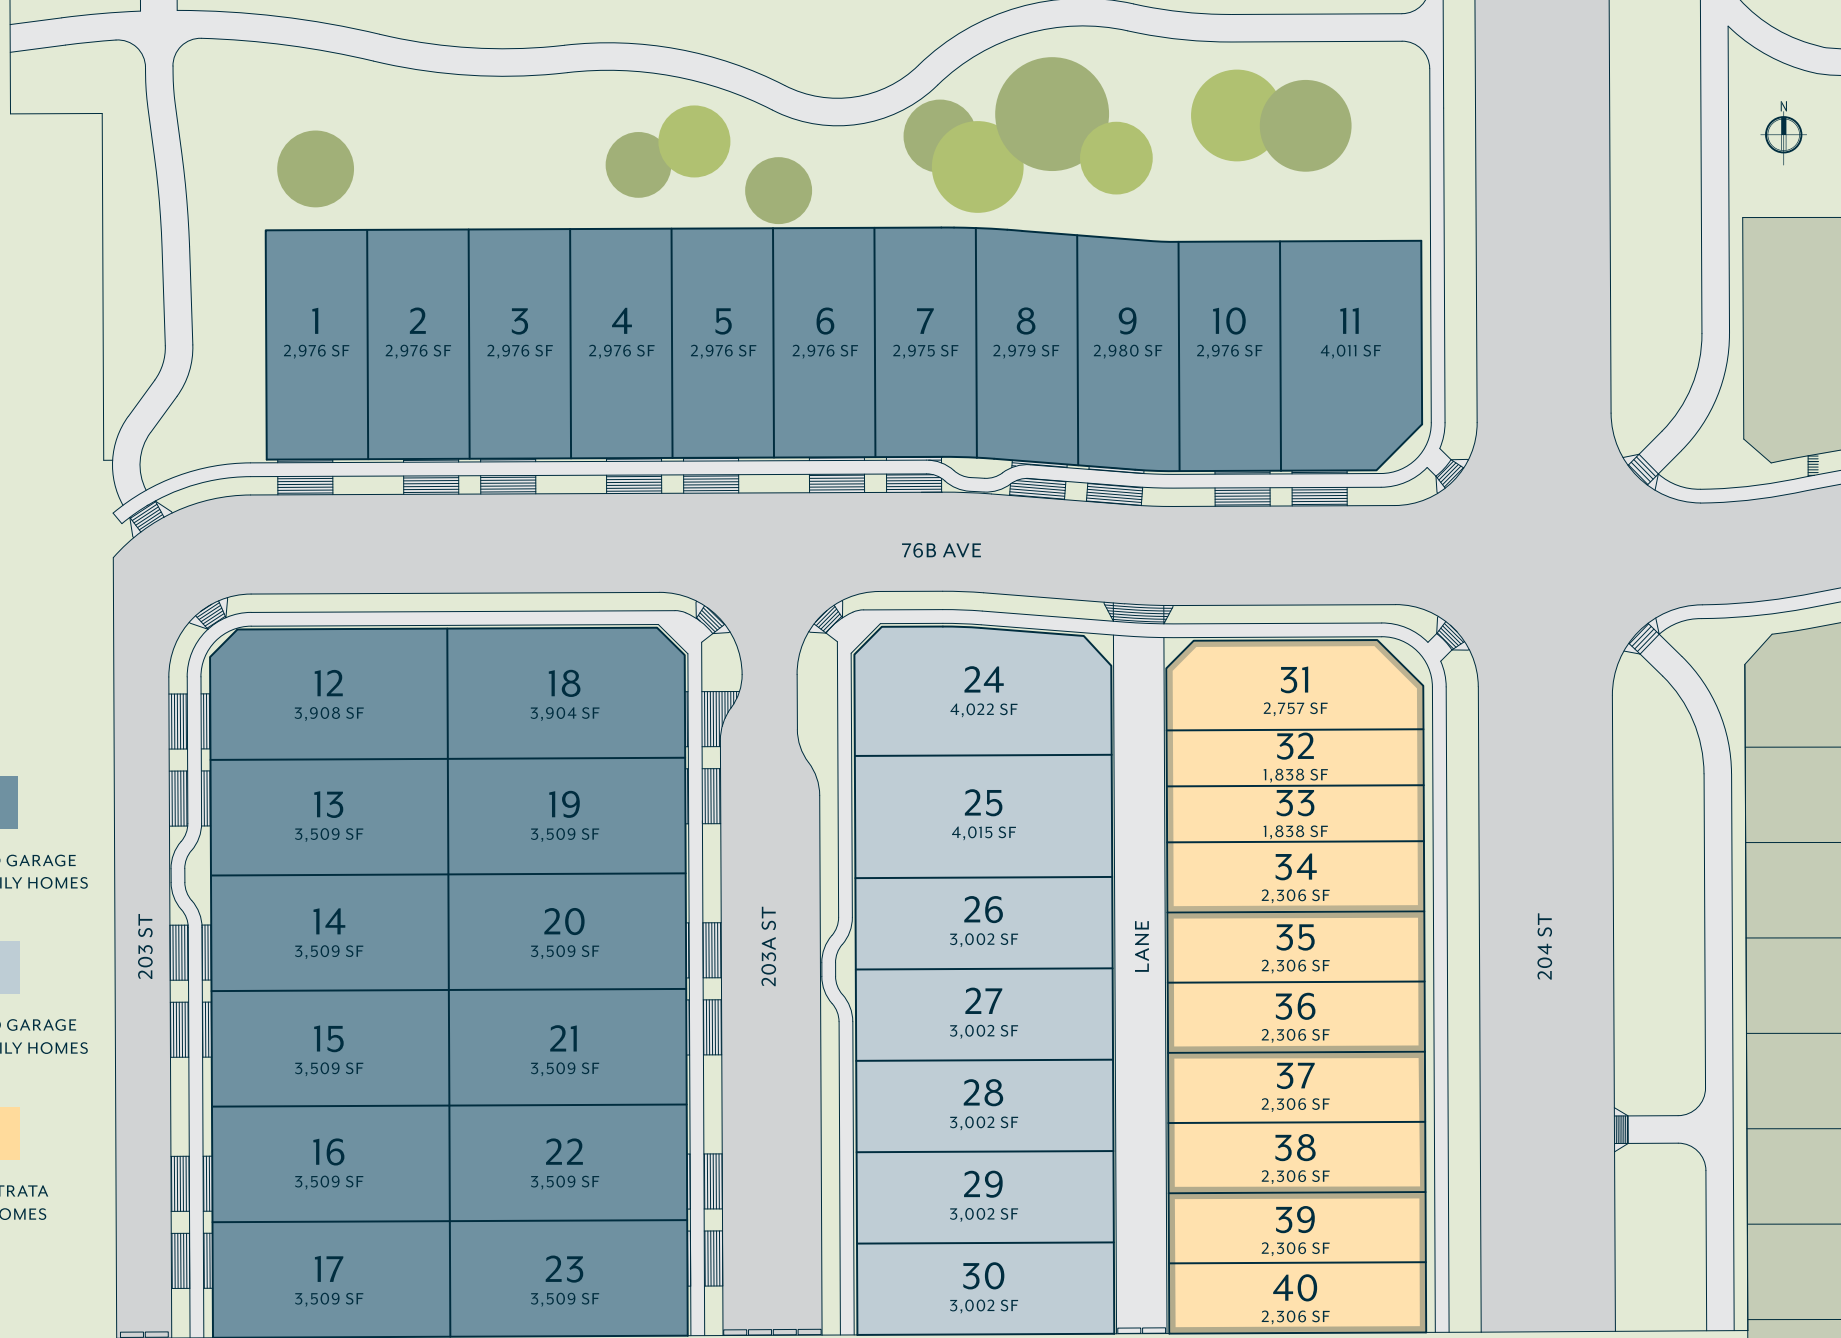 N
1
2,976 SF
2
2,976 SF
3
2,976 SF
4
2,976 SF
5
2,976 SF
6
2,976 SF
7
2,975 SF
8
2,979 SF
9
2,980 SF
10
2,976 SF
11
4,011 SF
76B AVE
12
3,908 SF
18
3,904 SF
13
3,509 SF
19
3,509 SF
14
3,509 SF
20
3,509 SF
15
3,509 SF
21
3,509 SF
16
3,509 SF
22
3,509 SF
17
3,509 SF
23
3,509 SF
24
4,022 SF
25
4,015 SF
26
3,002 SF
27
3,002 SF
28
3,002 SF
29
3,002 SF
30
3,002 SF
31
2,757 SF
32
1,838 SF
33
1,838 SF
34
2,306 SF
35
2,306 SF
36
2,306 SF
37
2,306 SF
38
2,306 SF
39
2,306 SF
40
2,306 SF
203 ST
203A ST
LANE
204 ST
GARAGE
HOMES
GARAGE
HOMES